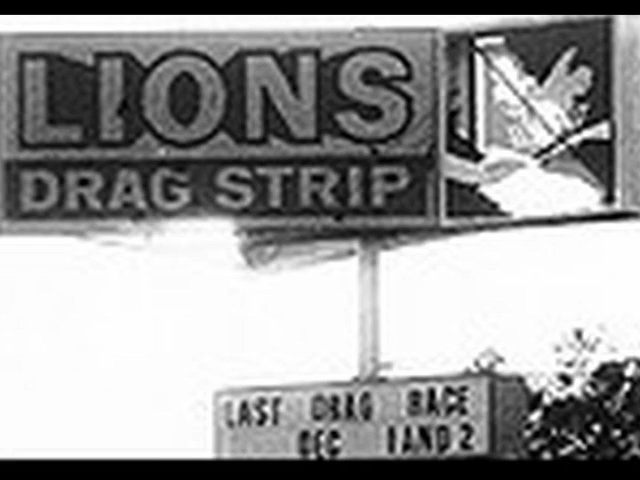 LIONS
DRAG STRIP
LAST DRAG RACE
DEC 1 AND 2